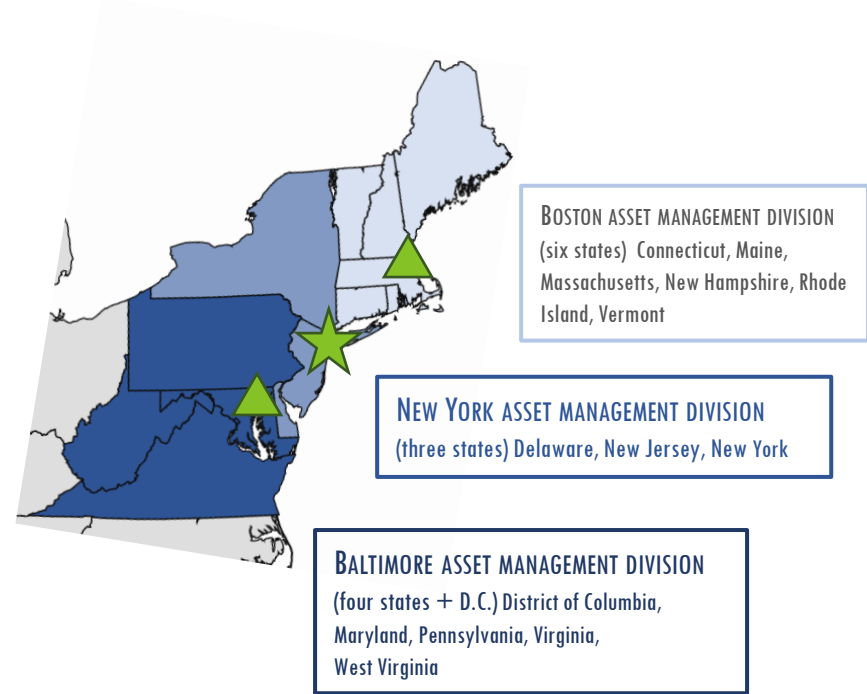 BOSTON ASSET MANAGEMENT DIVISION
(six states) Connecticut, Maine,
Massachusetts, New Hampshire, Rhode
Island, Vermont
NEW YORK ASSET MANAGEMENT DIVISION
(three states) Delaware, New Jersey, New York
BALTIMORE ASSET MANAGEMENT DIVISION
(four states + D.C.) District of Columbia,
Maryland, Pennsylvania, Virginia,
West Virginia